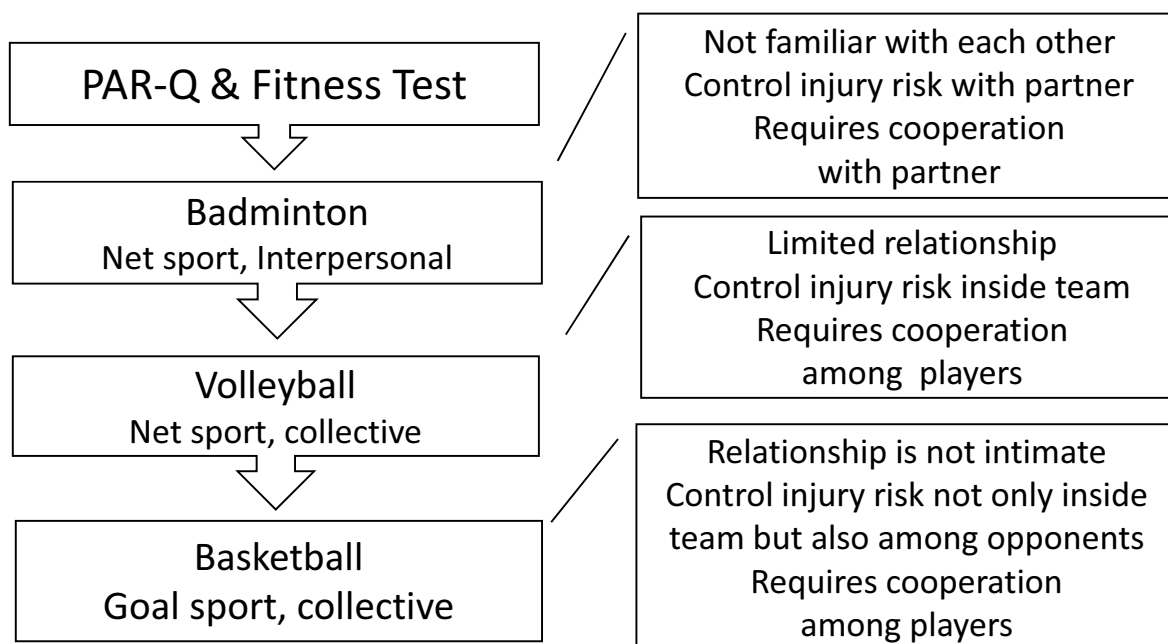 PAR-Q & Fitness Test
Not familiar with each other
Control injury risk with partner
Requires cooperation
with partner
Badminton
Net sport, Interpersonal
Limited relationship
Control injury risk inside team
Requires cooperation
among players
Volleyball
Net sport, collective
Relationship is not intimate
Control injury risk not only inside
team but also among opponents
Requires cooperation
among players
Basketball
Goal sport, collective